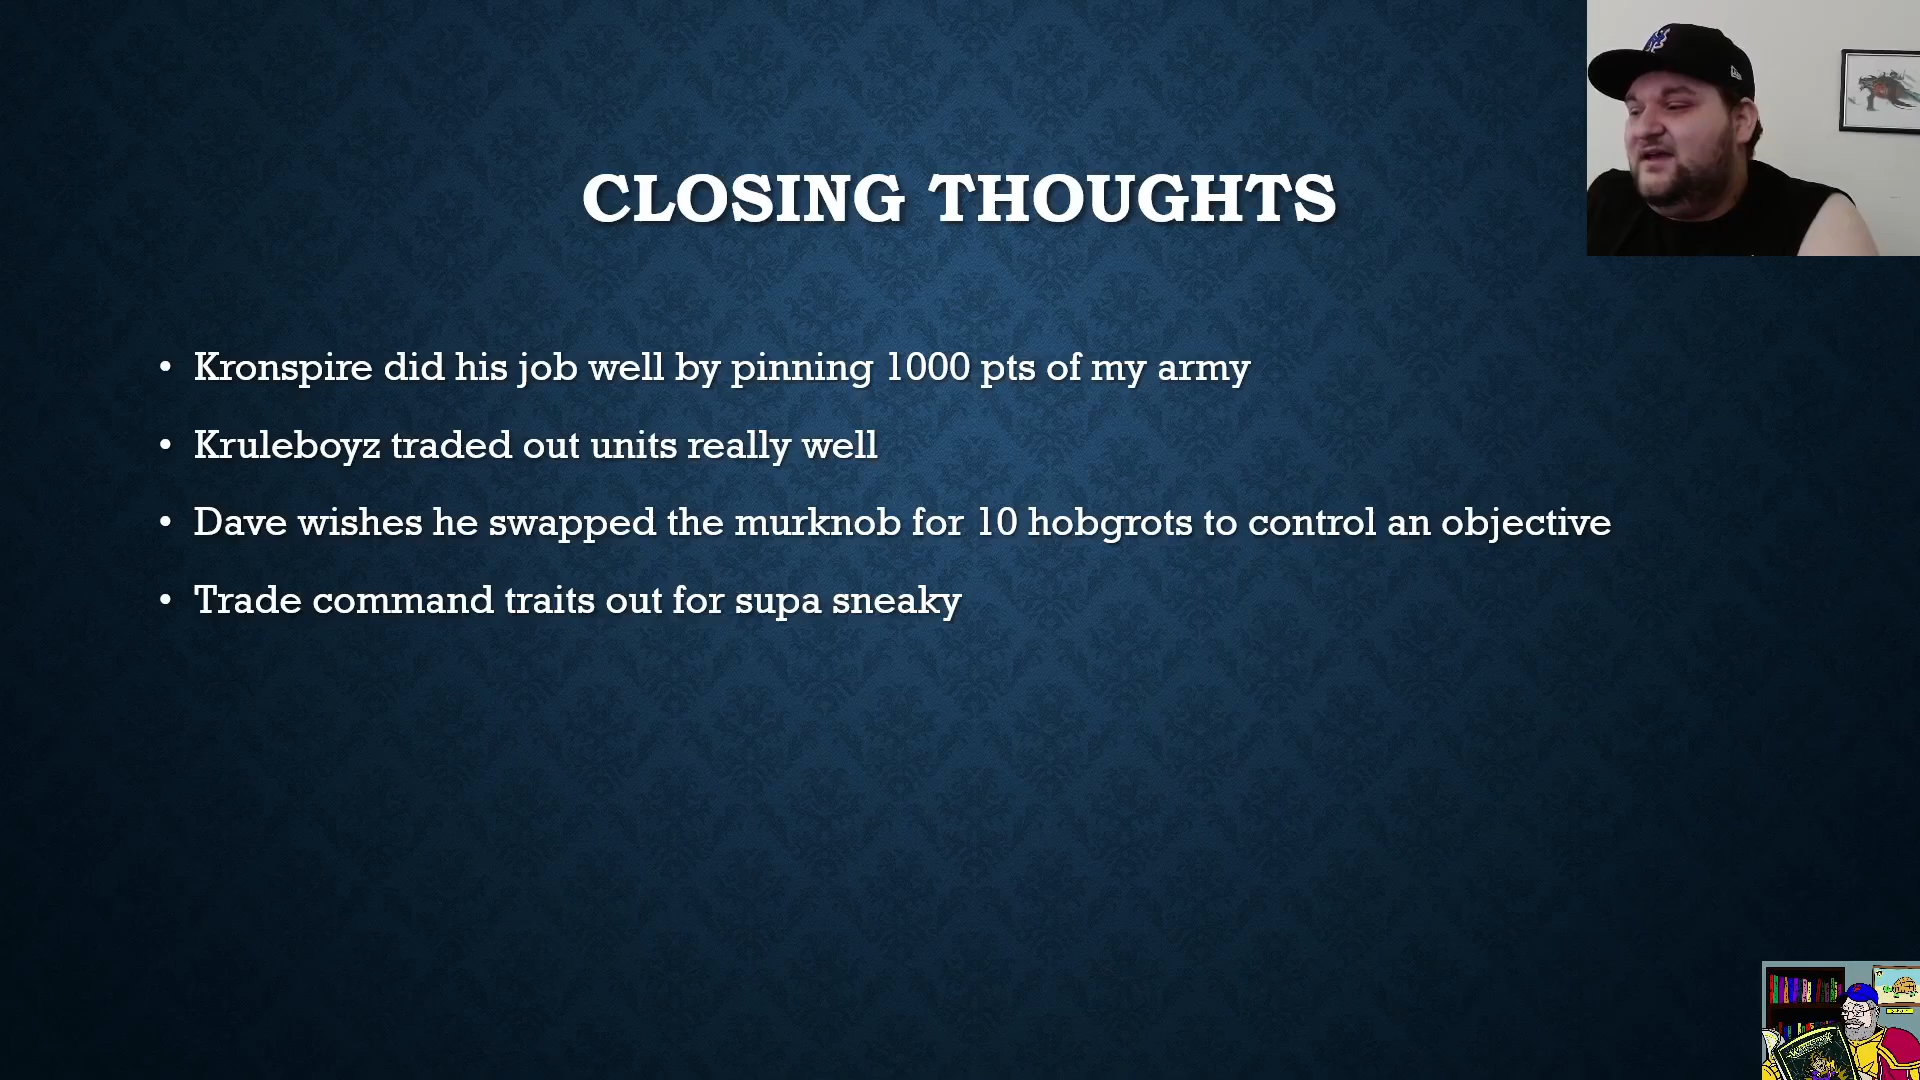 CLOSING THOUGHTS
• Kronspire did his job well by pinning 1000 pts of my army
• Kruleboyz traded out units really well
• Dave wishes he swapped the murknob for 10 hobgrots to control an objective
• Trade command traits out for supa sneaky